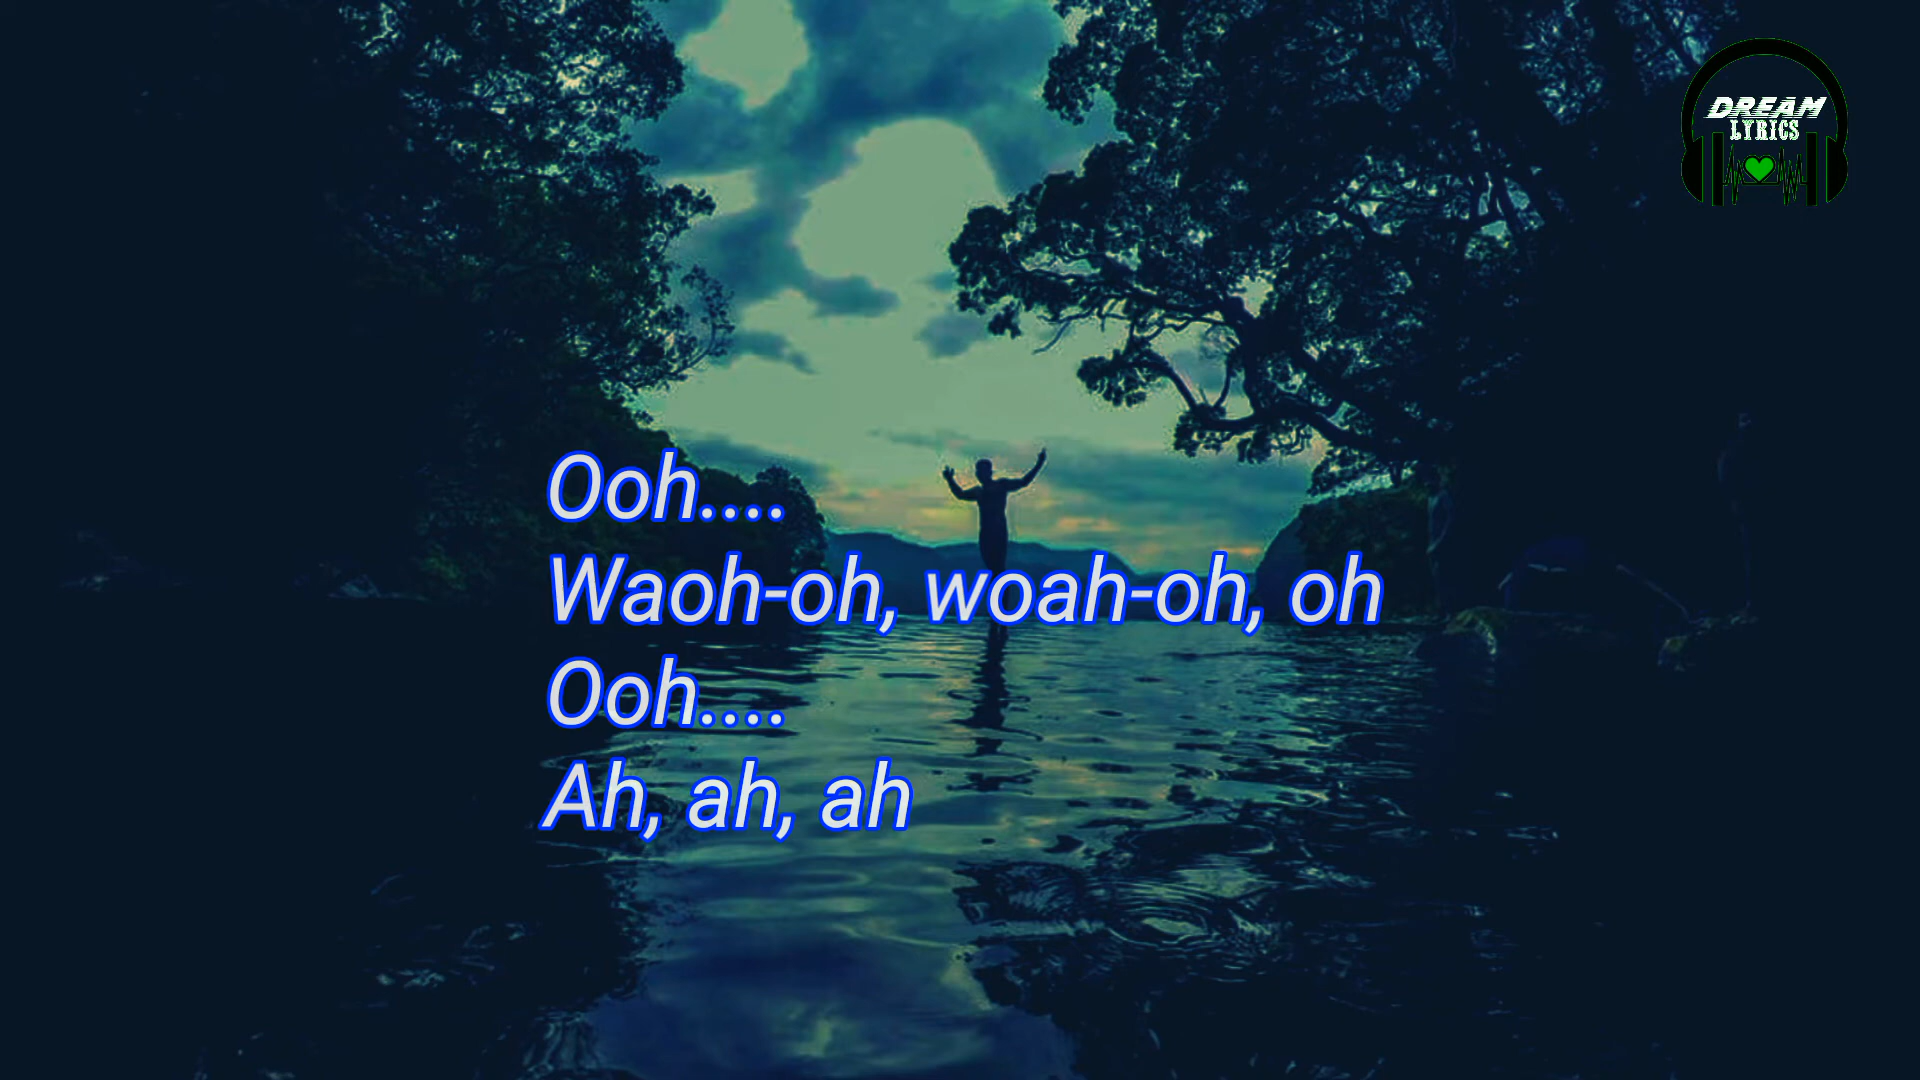 DREAM
LYRICS
Ooh....
Waoh-oh, woah-oh, oh
Ooh....
Ah, ah, ah